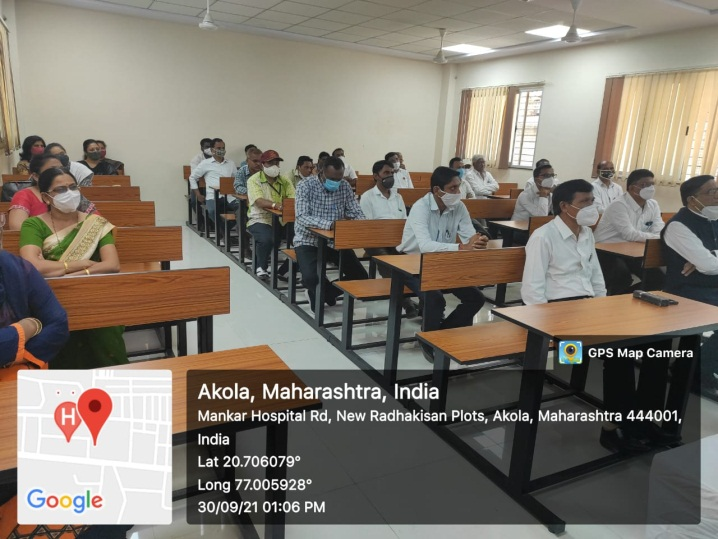 GPS Map Camera
Akola, Maharashtra, India
Mankar Hospital Rd, New Radhakisan Plots, Akola, Maharashtra 444001,
India
Lat 20.706079°
Long 77.005928°
30/09/21 01:06 PM
H
Google